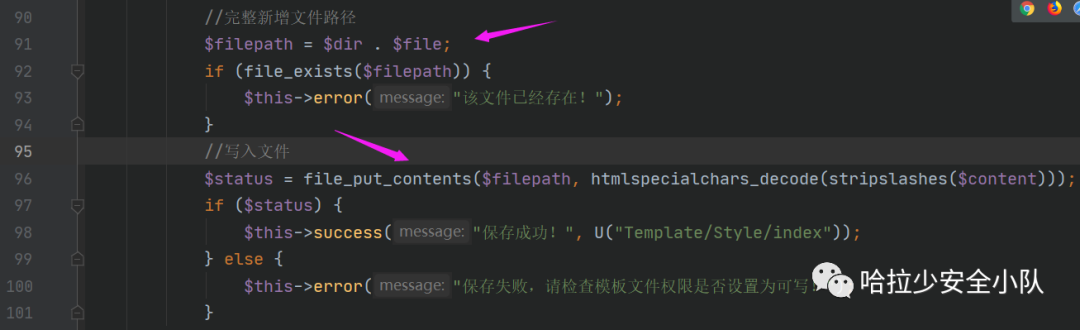 90 //完整新增文件路径
91 $filepath = $dir . $file;
92 if (file_exists($filepath)) {
93 $this->error( message: "该文件已经存在！");
94 }
95 //写入文件
96 $status = file_put_contents($filepath, htmlspecialchars_decode(stripslashes($content)));
97 if ($status) {
98 $this->success( message: "保存成功！", U("Template/Style/index"));
99 } else {
100 $this->error( message: "保存失败，请检查模板文件权限是否设置为可写！
101 }
哈拉少安全小队